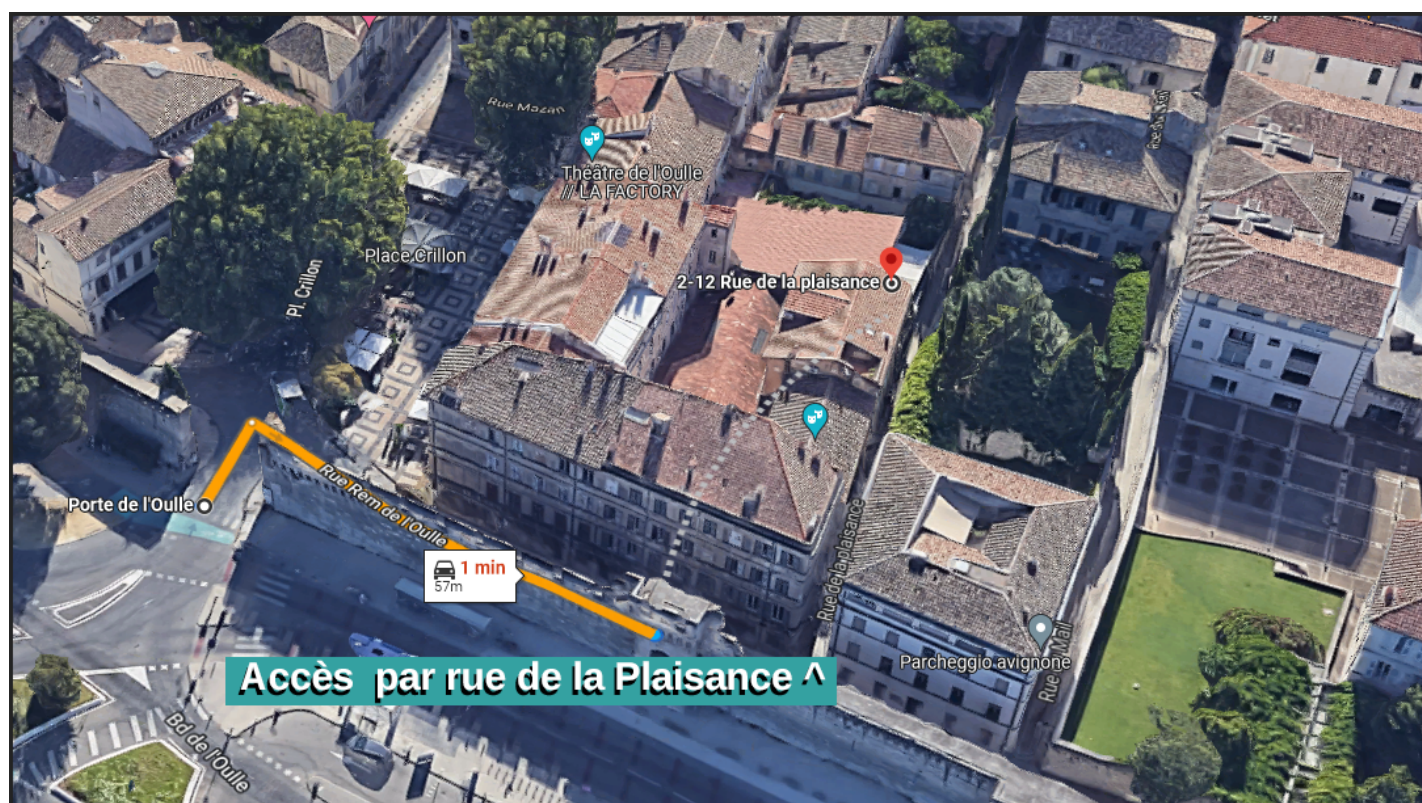 Rue Mazan
Théâtre de l'Oulle
// LA FACTORY
Place Crillon
Pl. Crillon
2-12 Rue de la plaisance
Porte de l'Oulle
Rue Rem de l'Oulle
1 min
57m
Rue de la plaisance
Parcheggio avignone
Rue Mail
Accès par rue de la Plaisance ^
Bd de l'Oulle